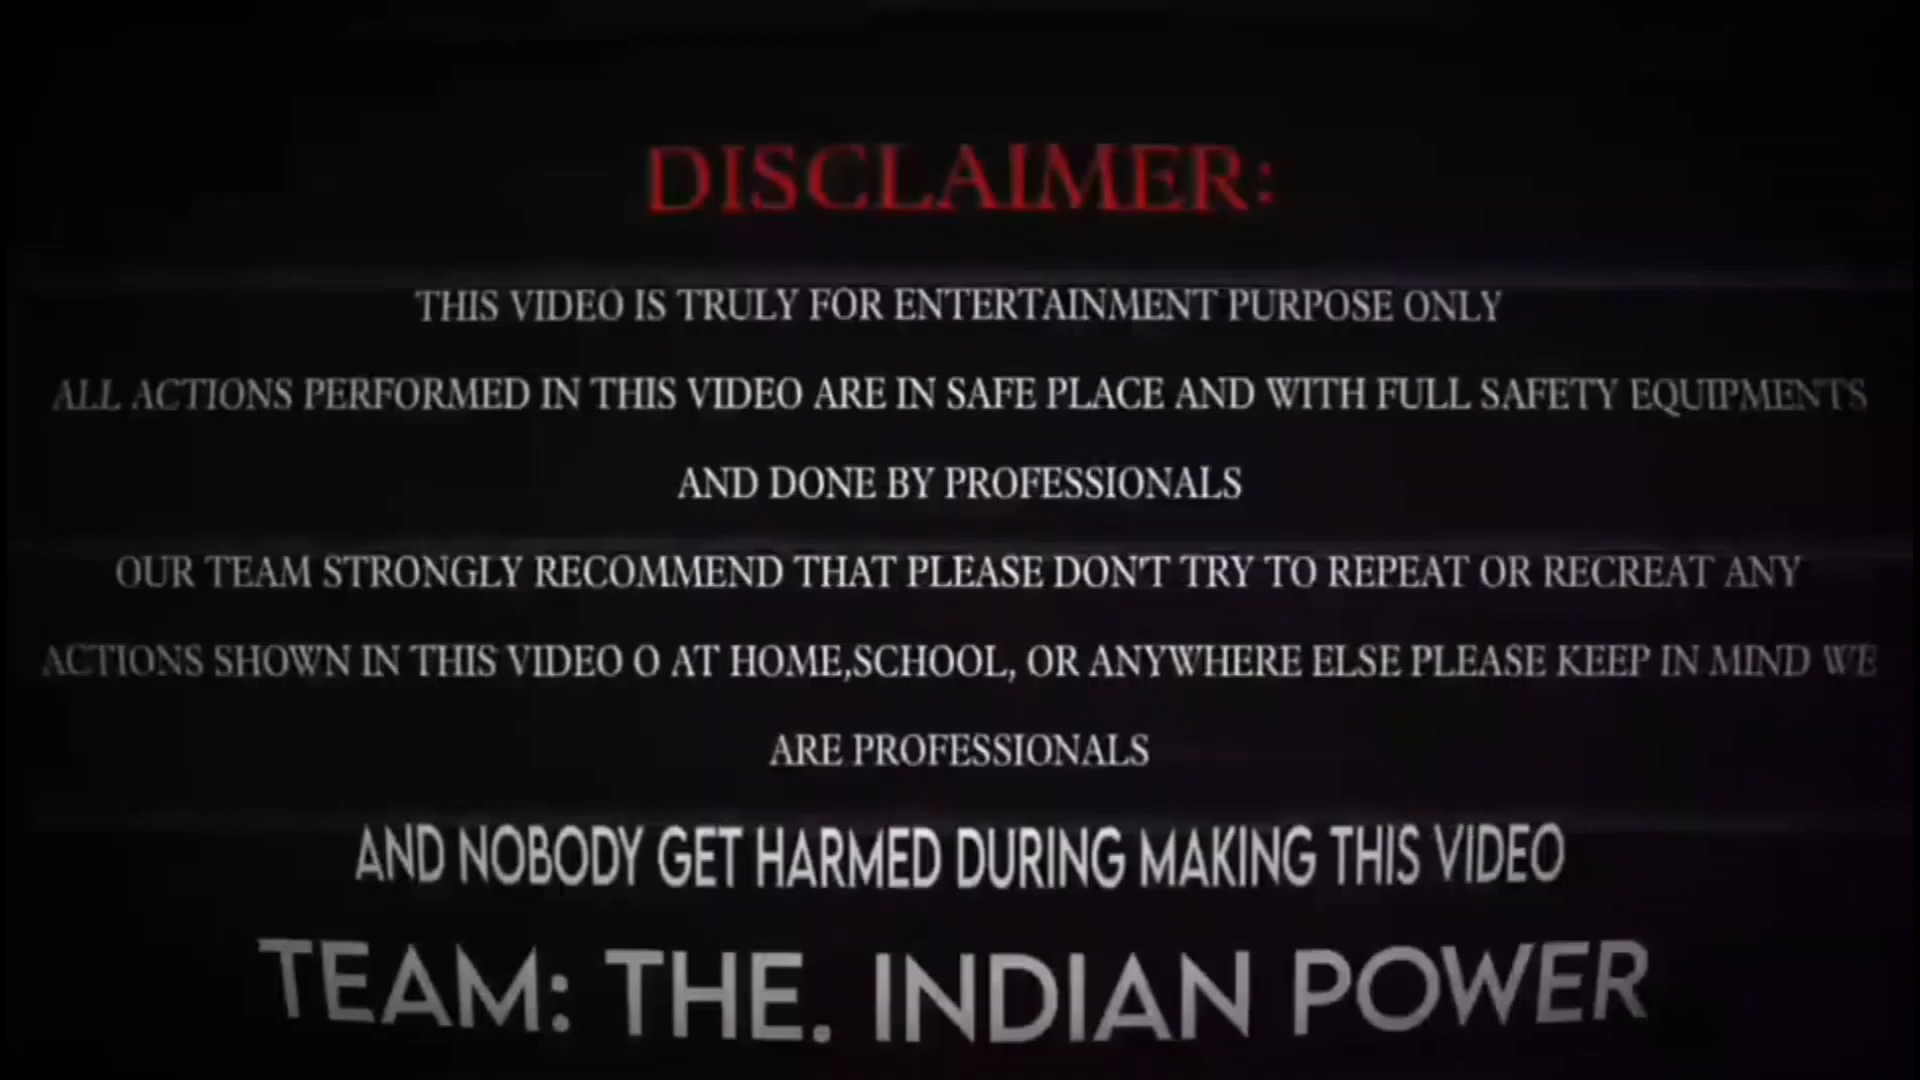 DISCLAIMER:
THIS VIDEO IS TRULY FOR ENTERTAINMENT PURPOSE ONLY
ALL ACTIONS PERFORMED IN THIS VIDEO ARE IN SAFE PLACE AND WITH FULL SAFETY EQUIPMENTS
AND DONE BY PROFESSIONALS
OUR TEAM STRONGLY RECOMMEND THAT PLEASE DON'T TRY TO REPEAT OR RECREAT ANY
ACTIONS SHOWN IN THIS VIDEO O AT HOME,SCHOOL, OR ANYWHERE ELSE PLEASE KEEP IN MIND WE
ARE PROFESSIONALS
AND NOBODY GET HARMED DURING MAKING THIS VIDEO
TEAM: THE. INDIAN POWER